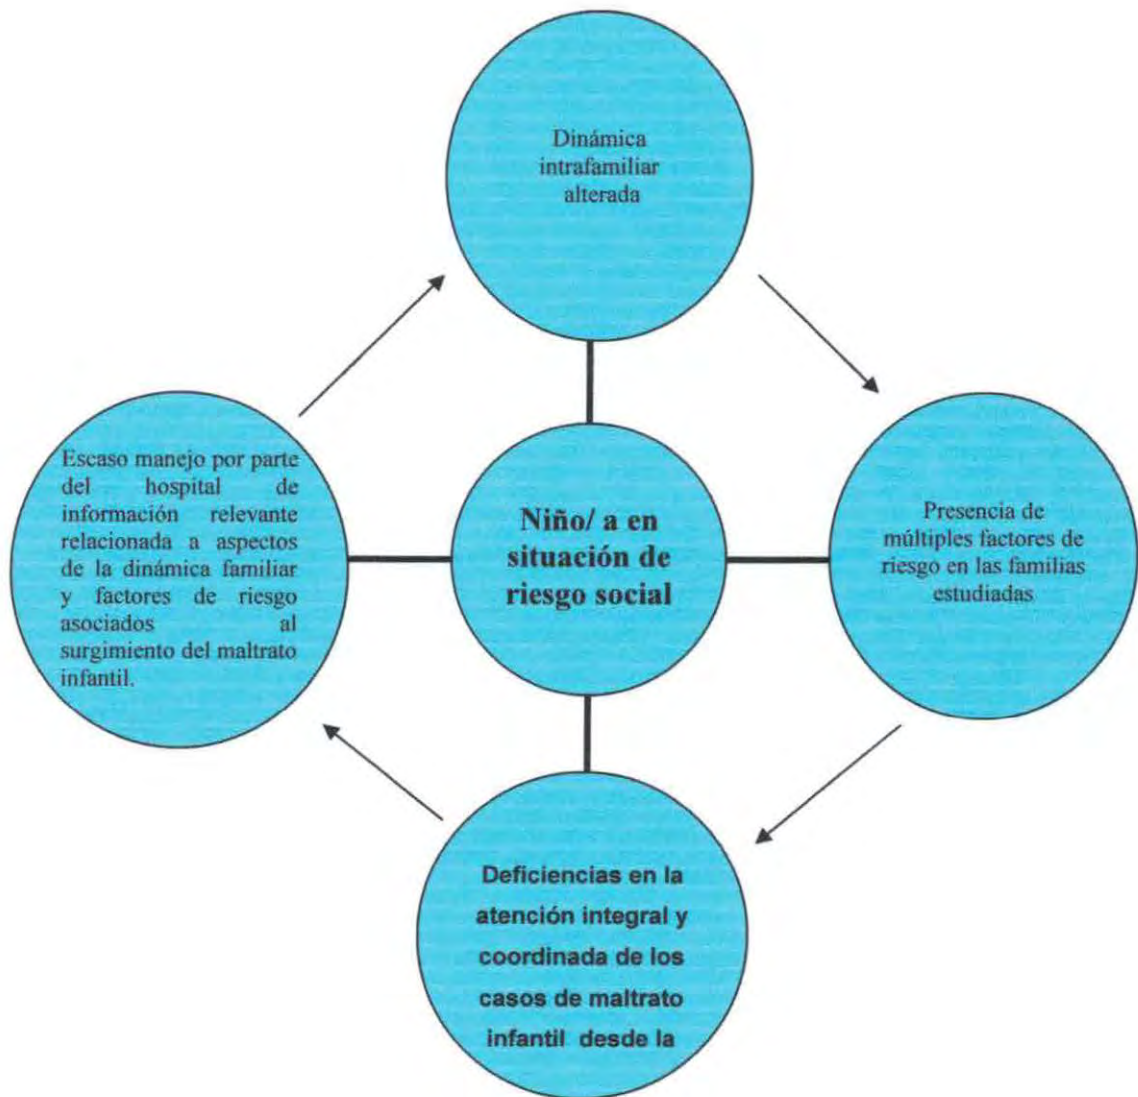 Dinámica
intrafamiliar
alterada
Escaso manejo por parte
del hospital de
información relevante
relacionada a aspectos
de la dinámica familiar
y factores de riesgo
asociados al
surgimiento del maltrato
infantil.
Niño/ a en
situación de
riesgo social
Presencia de
múltiples factores de
riesgo en las familias
estudiadas
Deficiencias en la
atención integral y
coordinada de los
casos de maltrato
infantil desde la